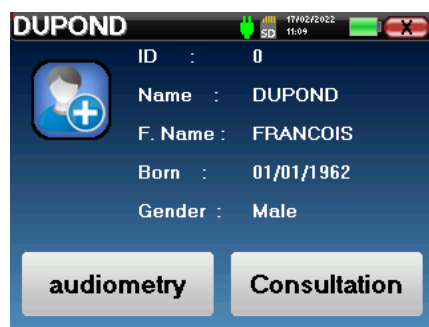 DUPOND
SD
17/02/2022
11:09
X
ID : 0
Name : DUPOND
F. Name : FRANCOIS
Born : 01/01/1962
Gender : Male
audiometry
Consultation